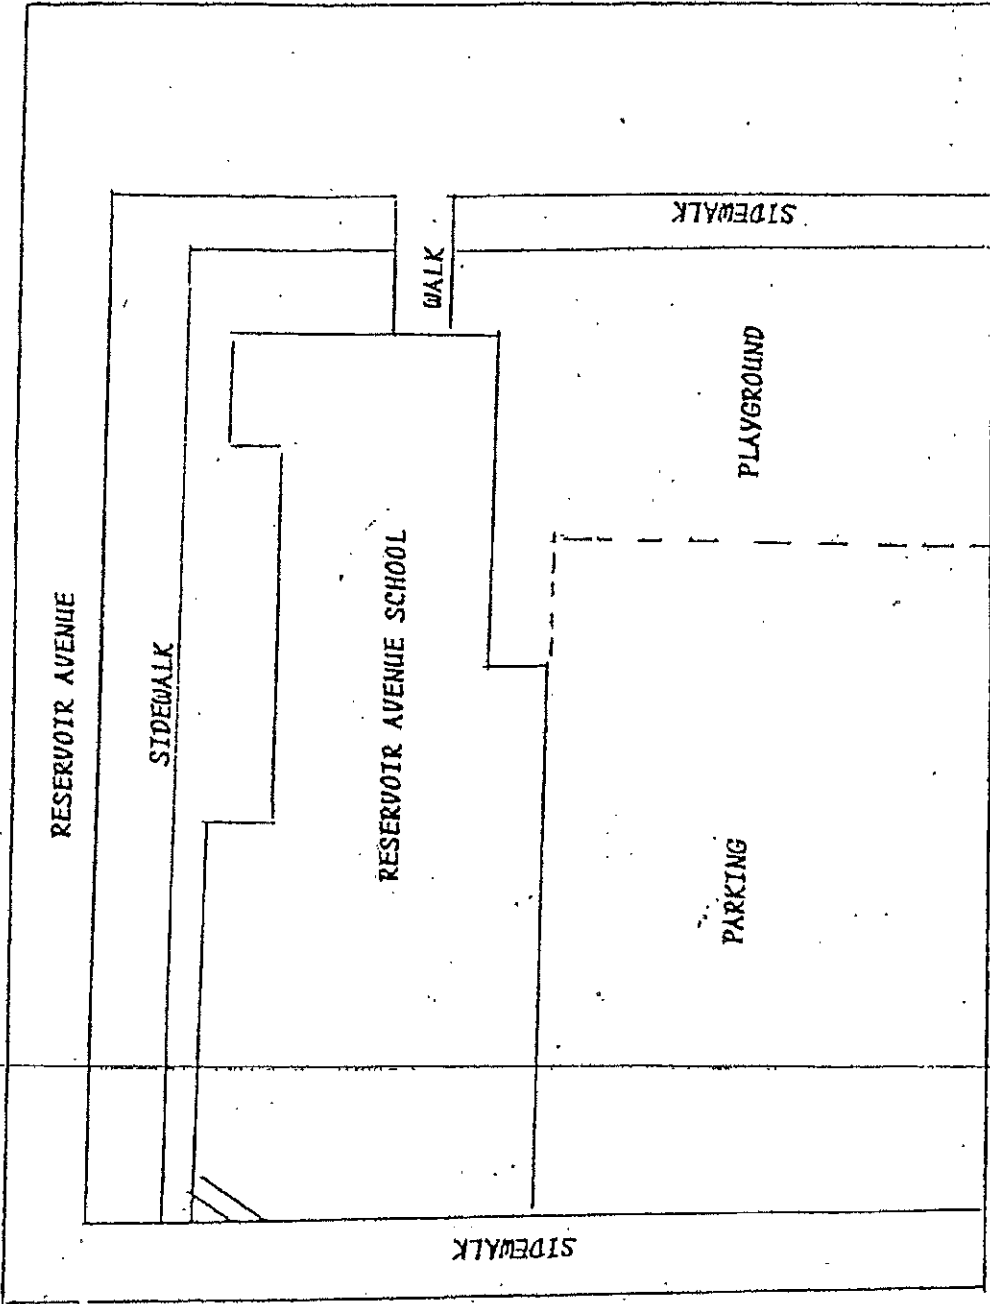 RESERVOIR AVENUE
SIDEWALK
SIDEWALK
WALK
RESERVOIR AVENUE SCHOOL
PLAYGROUND
PARKING
SIDEWALK